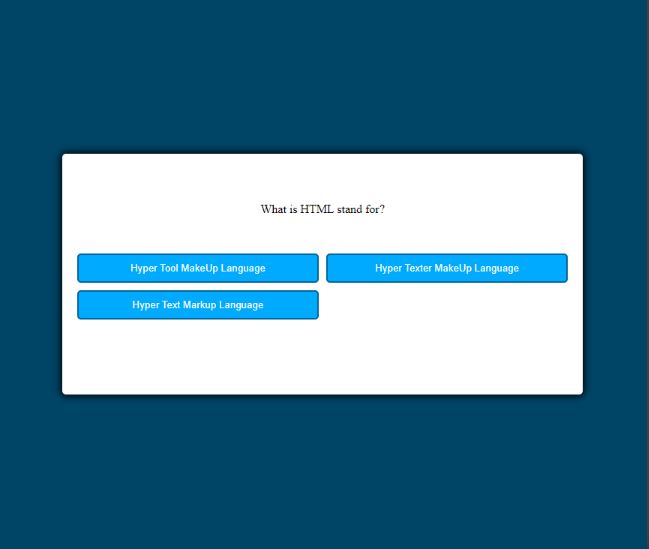 What is HTML stand for?
Hyper Tool MakeUp Language
Hyper Texter MakeUp Language
Hyper Text Markup Language